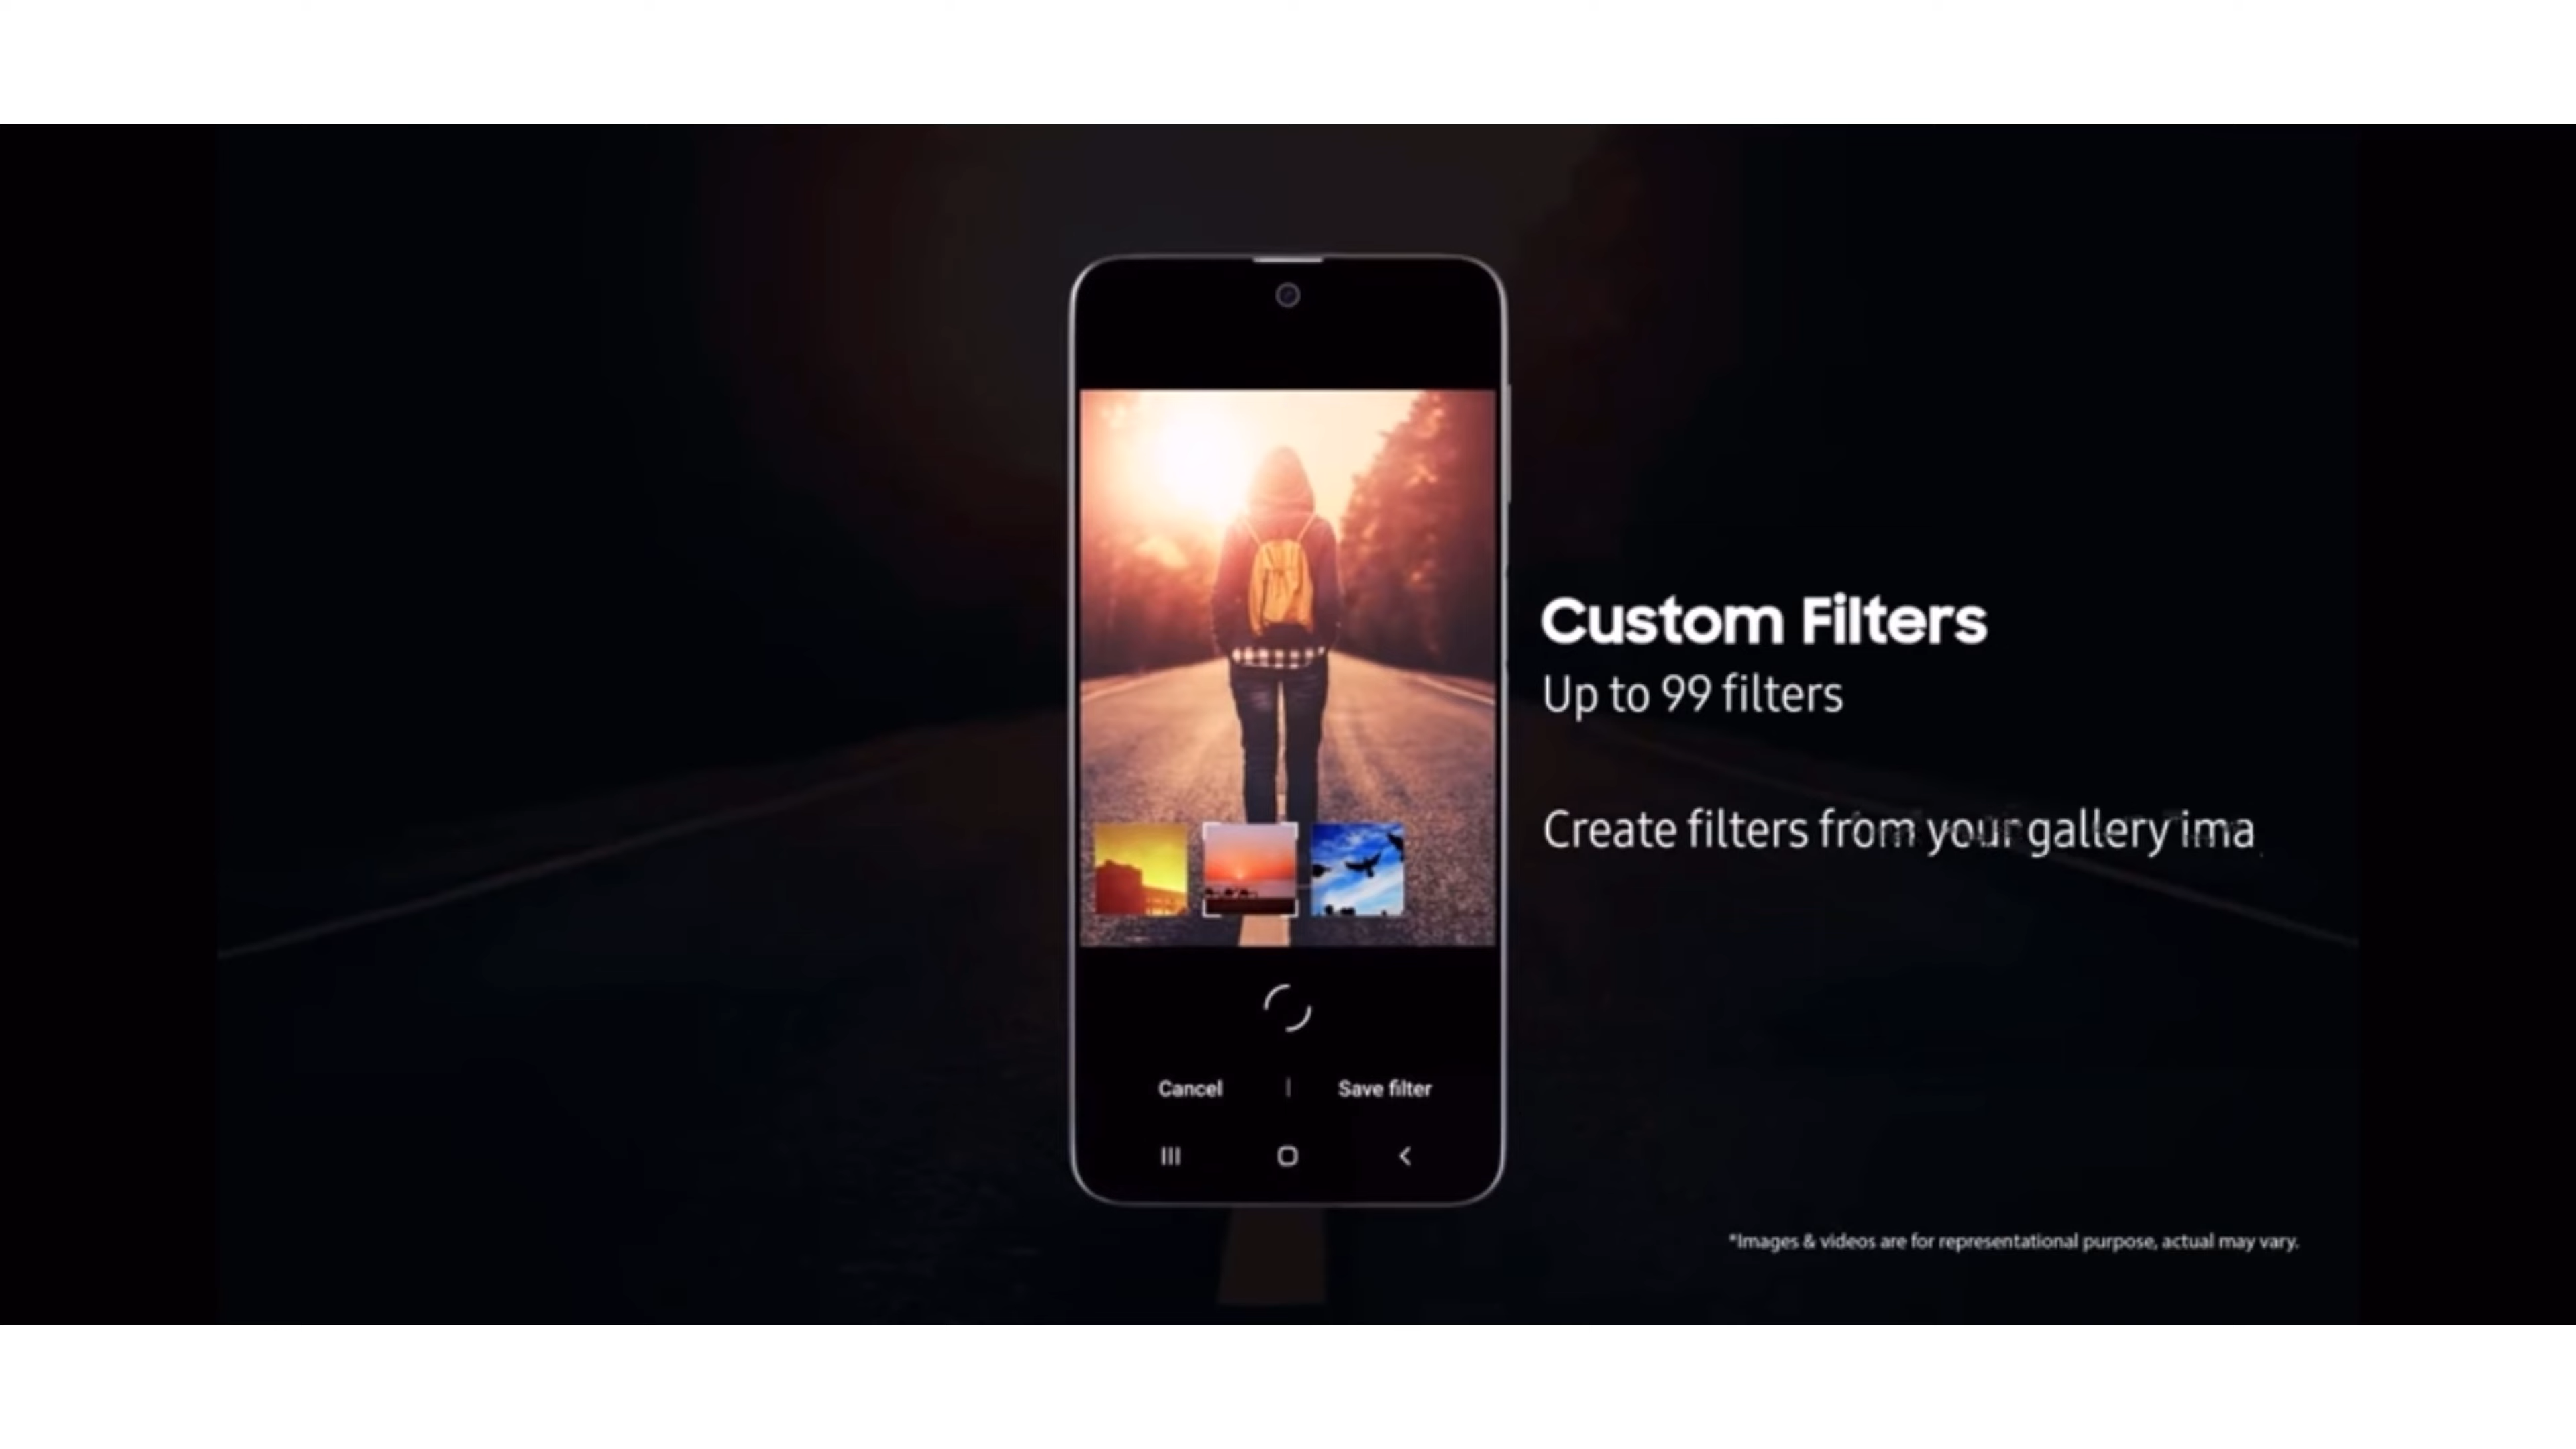 Custom Filters
Up to 99 filters
Create filters from your gallery ima
Cancel | Save filter
*Images & videos are for representational purpose, actual may vary.